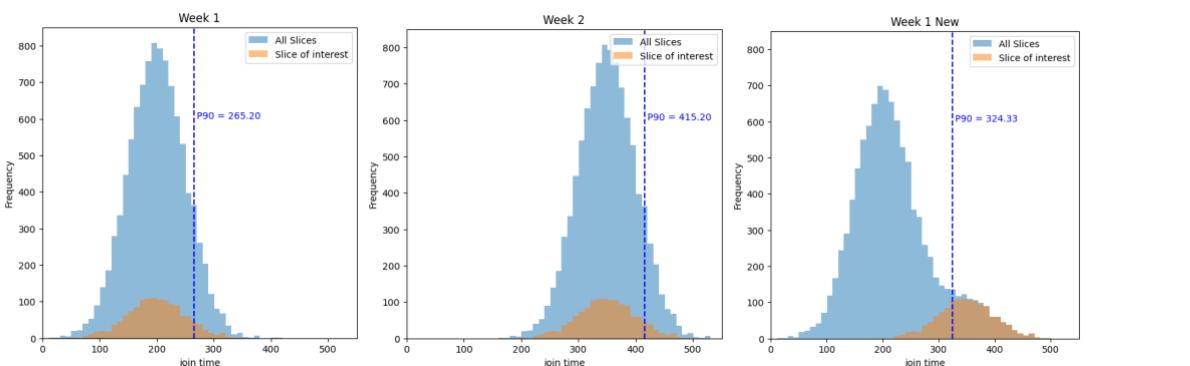 Week 1
All Slices
Slice of interest
P90 = 265.20
Frequency
800
700
600
500
400
300
200
100
0
0 100 200 300 400 500
join time
Week 2
All Slices
Slice of interest
P90 = 415.20
Frequency
800
700
600
500
400
300
200
100
0
0 100 200 300 400 500
join time
Week 1 New
All Slices
Slice of interest
P90 = 324.33
Frequency
800
700
600
500
400
300
200
100
0
0 100 200 300 400 500
join time